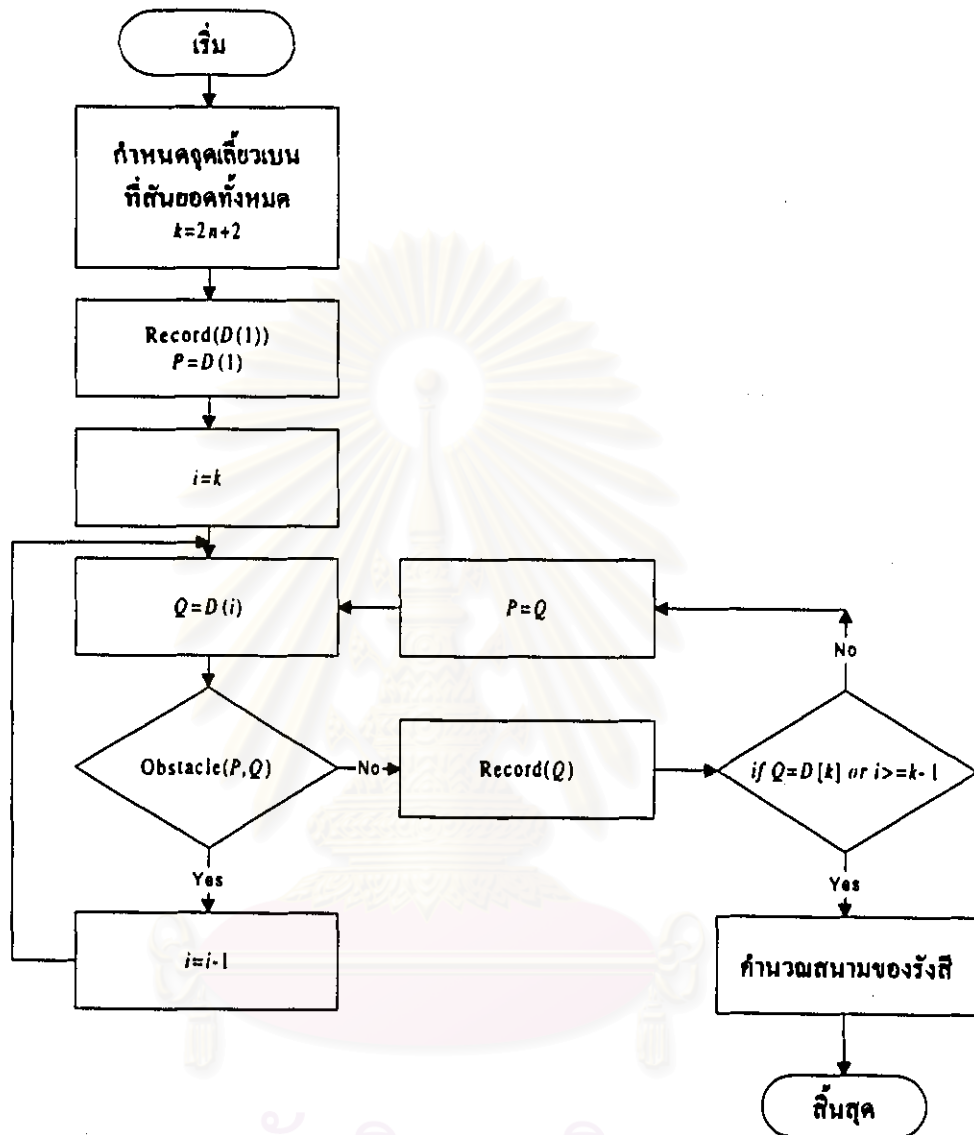 เริ่ม
กำหนดจุดเลี้ยวเบน
ที่สันยอดทั้งหมด
k=2n+2
Record(D(1))
P=D(1)
i=k
Q=D(i)
P=Q
No
Obstacle(P,Q)
No
Record(Q)
if Q=D[k] or i>=k-1
Yes
Yes
i=i-1
คำนวณสนามของรังสี
สิ้นสุด